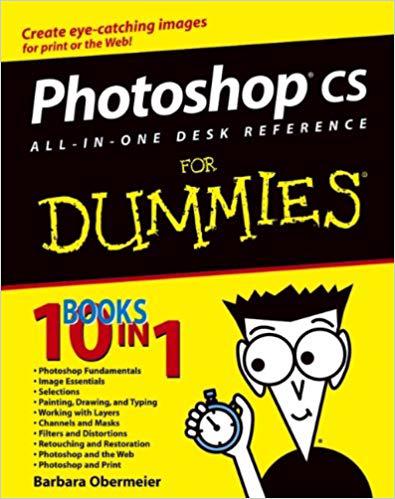 Create eye-catching images
for print or the Web!
Photoshop® CS
ALL-IN-ONE DESK REFERENCE
FOR
DUMMIES®
10 BOOKS IN 1
• Photoshop Fundamentals
• Image Essentials
• Selections
• Painting, Drawing, and Typing
• Working with Layers
• Channels and Masks
• Filters and Distortions
• Retouching and Restoration
• Photoshop and the Web
• Photoshop and Print
Barbara Obermeier